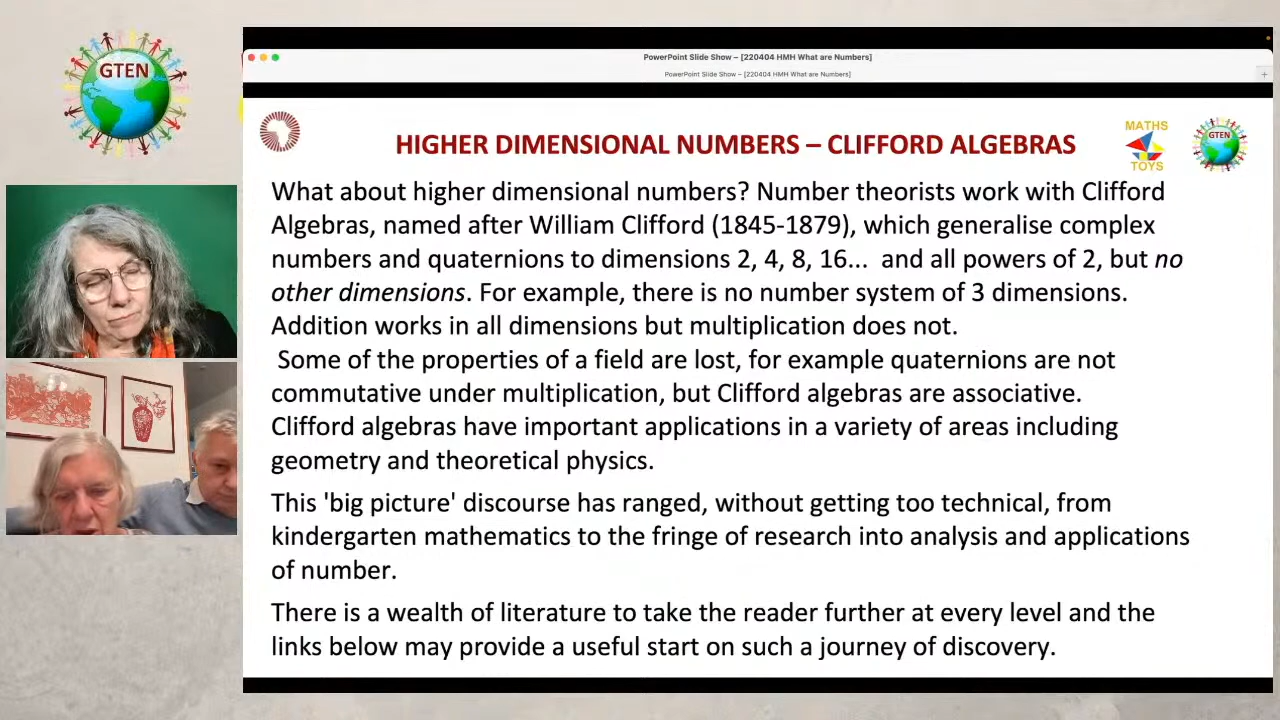 GTEN
PowerPoint Slide Show – [220404 HMH What are Numbers]
PowerPoint Slide Show – [220404 HMH What are Numbers]
HIGHER DIMENSIONAL NUMBERS – CLIFFORD ALGEBRAS
MATHS
TOYS
GTEN
What about higher dimensional numbers? Number theorists work with Clifford
Algebras, named after William Clifford (1845-1879), which generalise complex
numbers and quaternions to dimensions 2, 4, 8, 16... and all powers of 2, but no
other dimensions. For example, there is no number system of 3 dimensions.
Addition works in all dimensions but multiplication does not.
Some of the properties of a field are lost, for example quaternions are not
commutative under multiplication, but Clifford algebras are associative.
Clifford algebras have important applications in a variety of areas including
geometry and theoretical physics.
This 'big picture' discourse has ranged, without getting too technical, from
kindergarten mathematics to the fringe of research into analysis and applications
of number.
There is a wealth of literature to take the reader further at every level and the
links below may provide a useful start on such a journey of discovery.